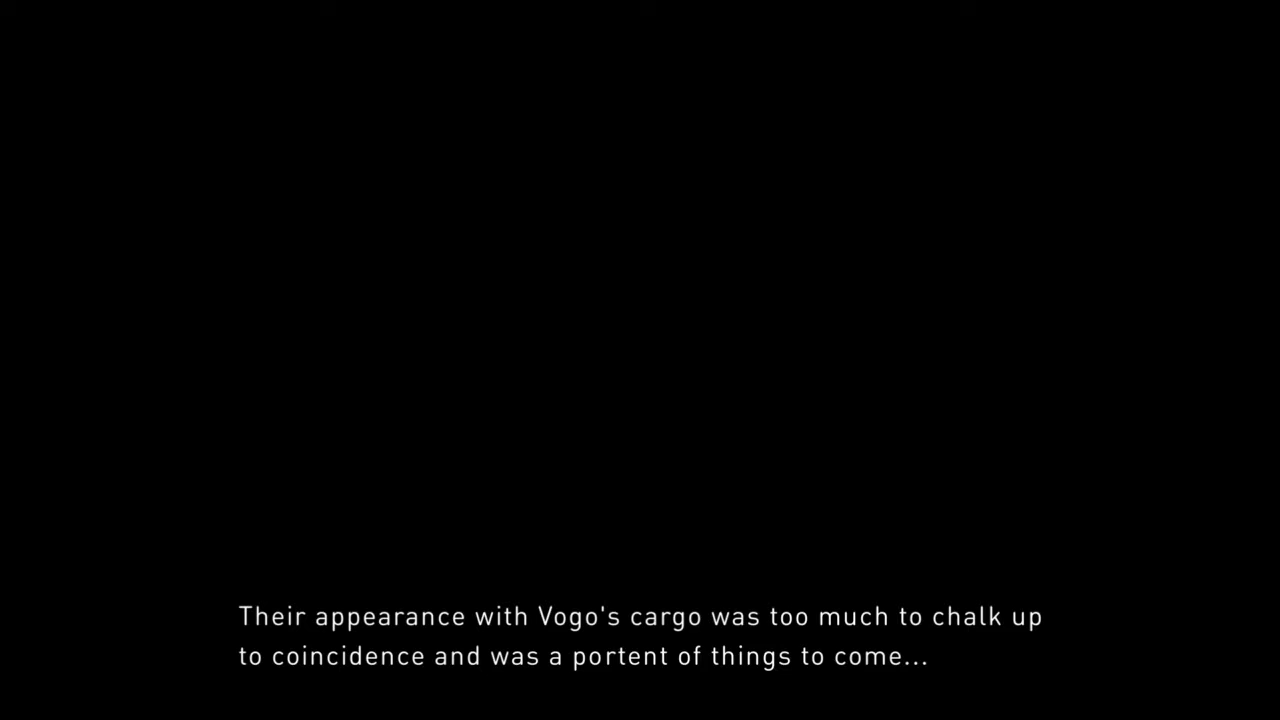 Their appearance with Vogo's cargo was too much to chalk up
to coincidence and was a portent of things to come...